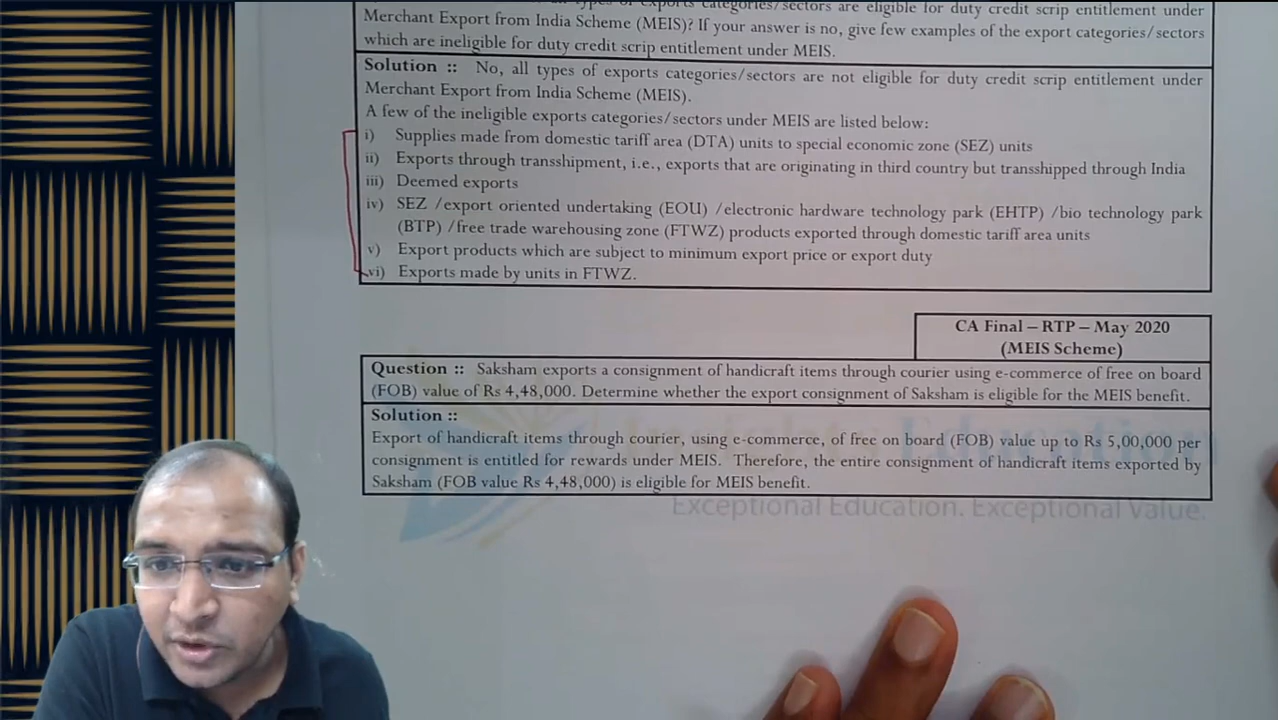 categories/sectors are eligible for duty credit scrip entitlement under
Merchant Export from India Scheme (MEIS)? If your answer is no, give few examples of the export categories/sectors
which are ineligible for duty credit scrip entitlement under MEIS.
Solution :: No, all types of exports categories/sectors are not eligible for duty credit scrip entitlement under
Merchant Export from India Scheme (MEIS).
A few of the ineligible exports categories/sectors under MEIS are listed below:
i) Supplies made from domestic tariff area (DTA) units to special economic zone (SEZ) units
ii) Exports through transshipment, i.e., exports that are originating in third country but transshipped through India
iii) Deemed exports
iv) SEZ /export oriented undertaking (EOU) /electronic hardware technology park (EHTP) /bio technology park
(BTP) /free trade warehousing zone (FTWZ) products exported through domestic tariff area units
v) Export products which are subject to minimum export price or export duty
vi) Exports made by units in FTWZ.
CA Final – RTP – May 2020
(MEIS Scheme)
Question :: Saksham exports a consignment of handicraft items through courier using e-commerce of free on board
(FOB) value of Rs 4,48,000. Determine whether the export consignment of Saksham is eligible for the MEIS benefit.
Solution ::
Export of handicraft items through courier, using e-commerce, of free on board (FOB) value up to Rs 5,00,000 per
consignment is entitled for rewards under MEIS. Therefore, the entire consignment of handicraft items exported by
Saksham (FOB value Rs 4,48,000) is eligible for MEIS benefit.
Education
Exceptional Education. Exceptional Value.